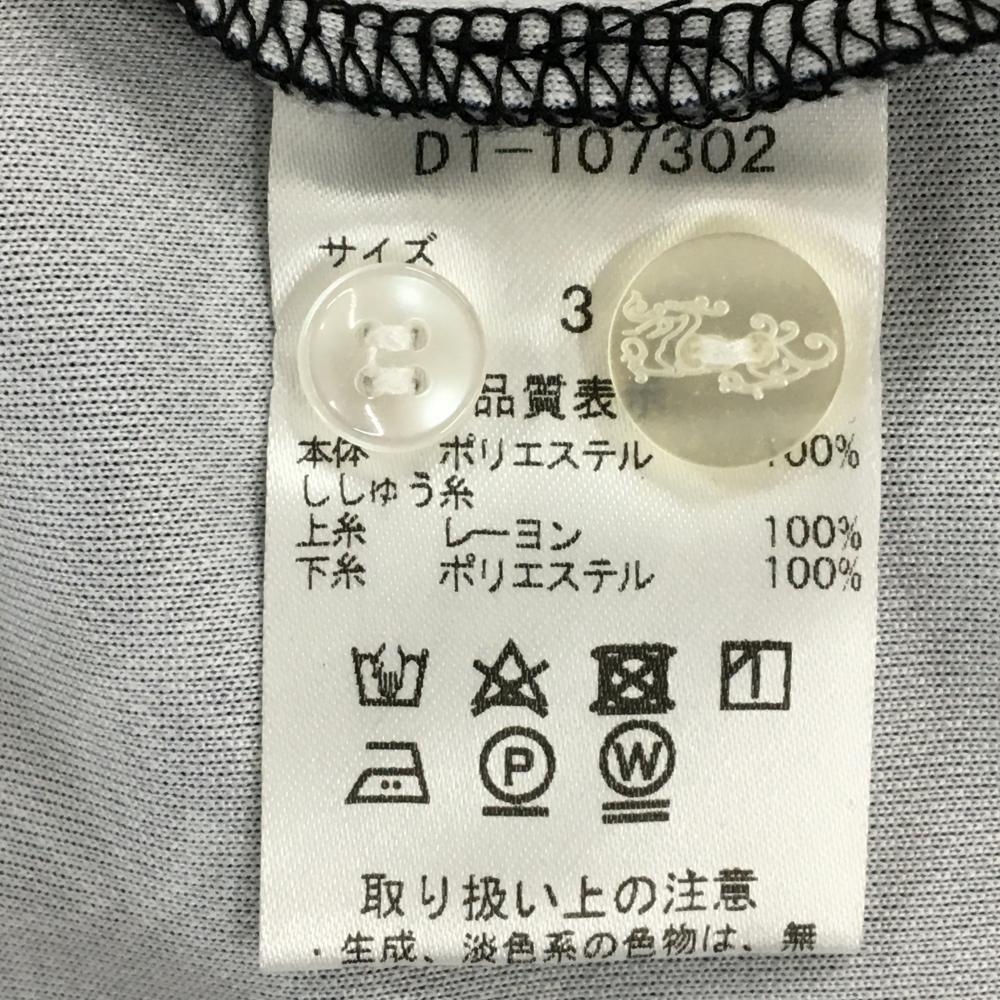 D1-107302
サイズ
3
品質表
本体 ポリエステル 100%
ししゅう糸
上糸 レーヨン 100%
下糸 ポリエステル 100%
P W
取り扱い上の注意
・生成、淡色系の色物は、無